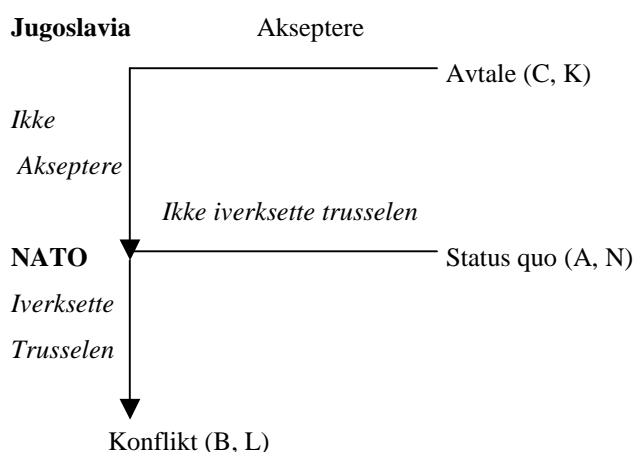 Jugoslavia Akseptere
Avtale (C, K)
Ikke
Akseptere
Ikke iverksette trusselen
NATO Status quo (A, N)
Iverksette
Trusselen
Konflikt (B, L)